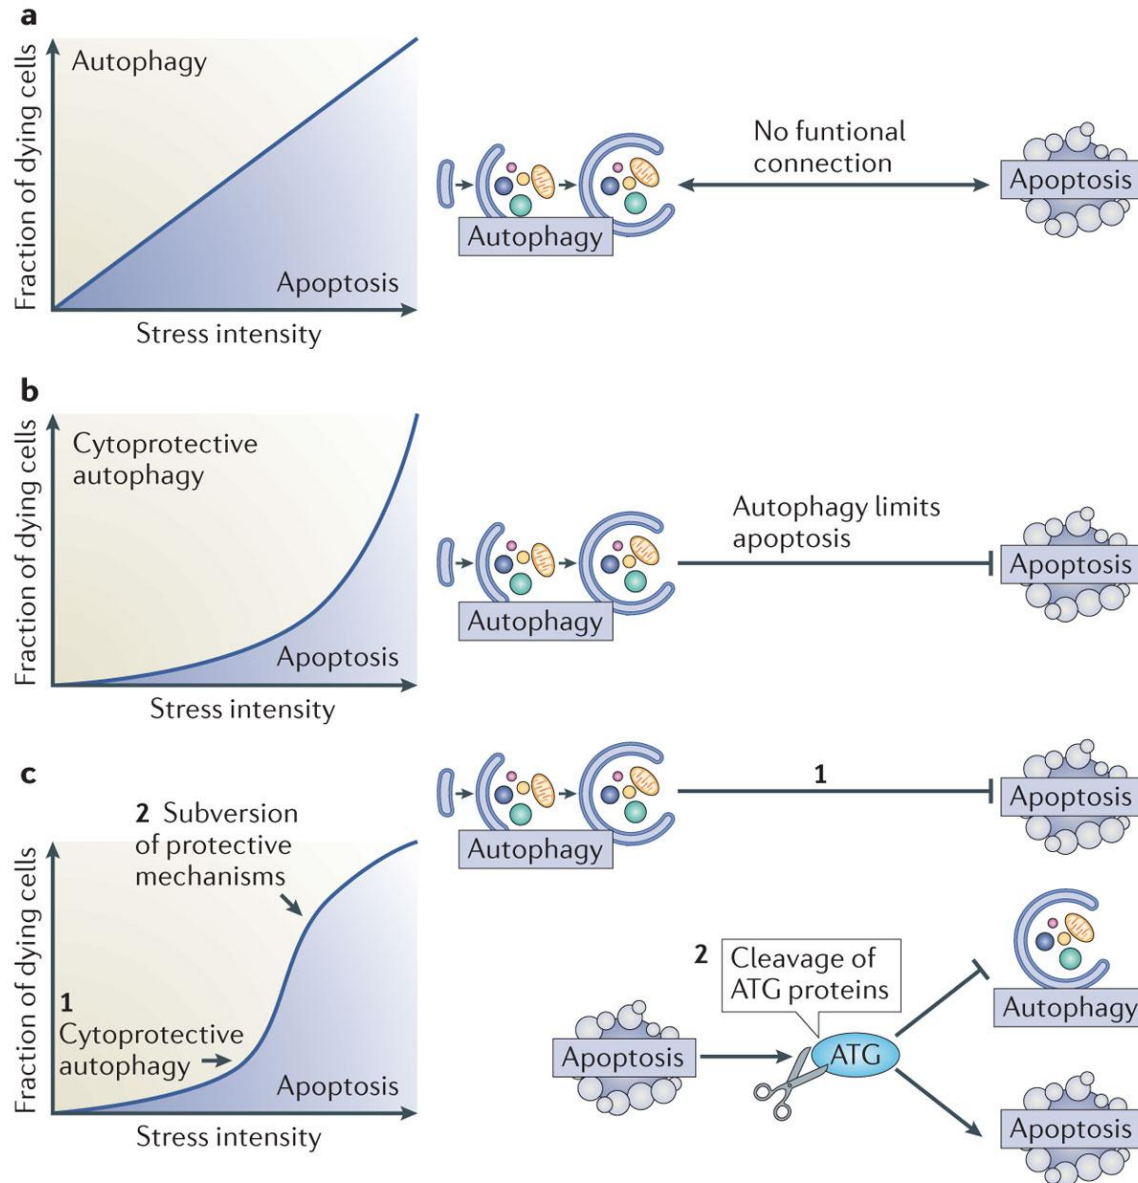 a
Fraction of dying cells
Autophagy
Apoptosis
Stress intensity
Autophagy
No funtional
connection
Apoptosis
b
Fraction of dying cells
Cytoprotective
autophagy
Apoptosis
Stress intensity
Autophagy
Autophagy limits
apoptosis
Apoptosis
c
Fraction of dying cells
2 Subversion
of protective
mechanisms
1
Cytoprotective
autophagy
Apoptosis
Stress intensity
Autophagy
1
Apoptosis
Apoptosis
2 Cleavage of
ATG proteins
ATG
Autophagy
Apoptosis